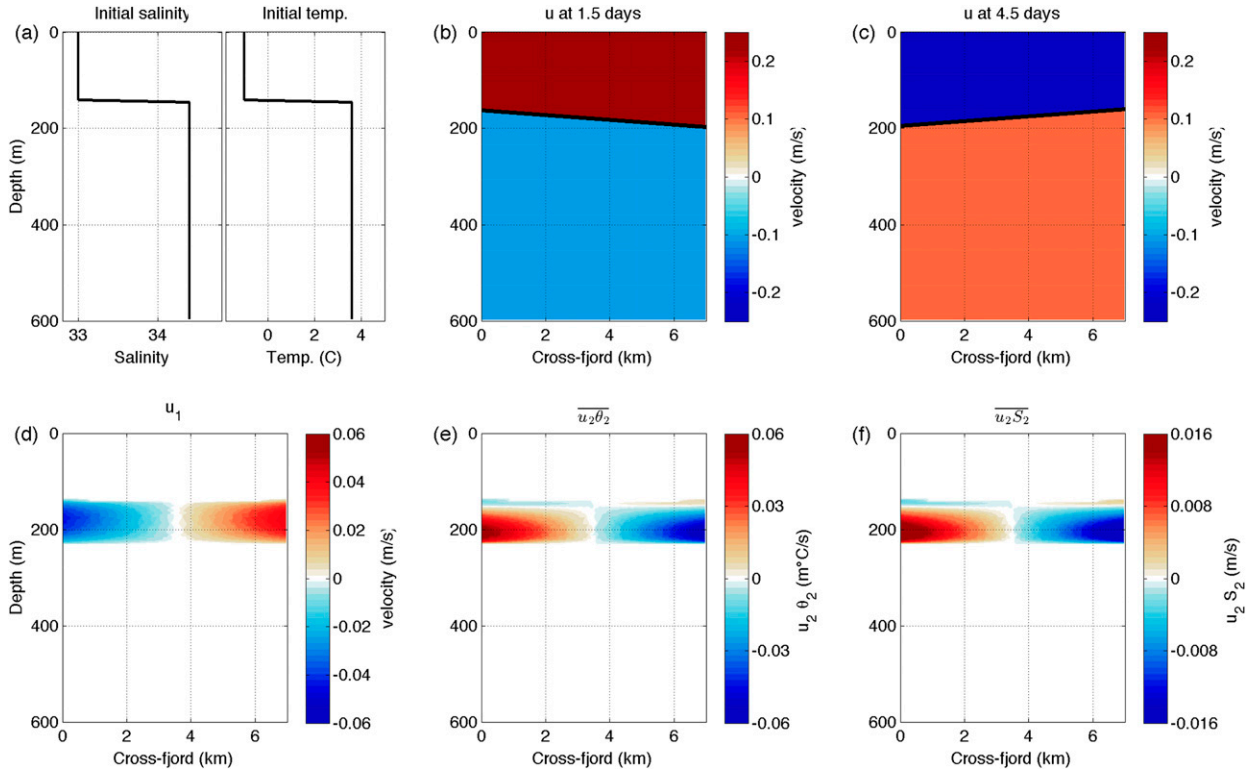 Initial salinity Initial temp. u at 1.5 days u at 4.5 days
(a) (b) (c)
0 200 400 600
Depth (m)
33 34
Salinity
0 2 4
Temp. (C)
0 200 400 600
0 2 4 6
Cross-fjord (km)
0.2 0.1 0 -0.1 -0.2
velocity (m/s)
0 200 400 600
0 2 4 6
Cross-fjord (km)
0.2 0.1 0 -0.1 -0.2
velocity (m/s)
(d) u₁
0 200 400 600
Depth (m)
0 2 4 6
Cross-fjord (km)
0.06 0.04 0.02 0 -0.02 -0.04 -0.06
velocity (m/s)
(e) u₂θ₂
0 200 400 600
0 2 4 6
Cross-fjord (km)
0.06 0.03 0 -0.03 -0.06
u₂ θ₂ (m°C/s)
(f) u₂S₂
0 200 400 600
0 2 4 6
Cross-fjord (km)
0.016 0.008 0 -0.008 -0.016
u₂ S₂ (m/s)